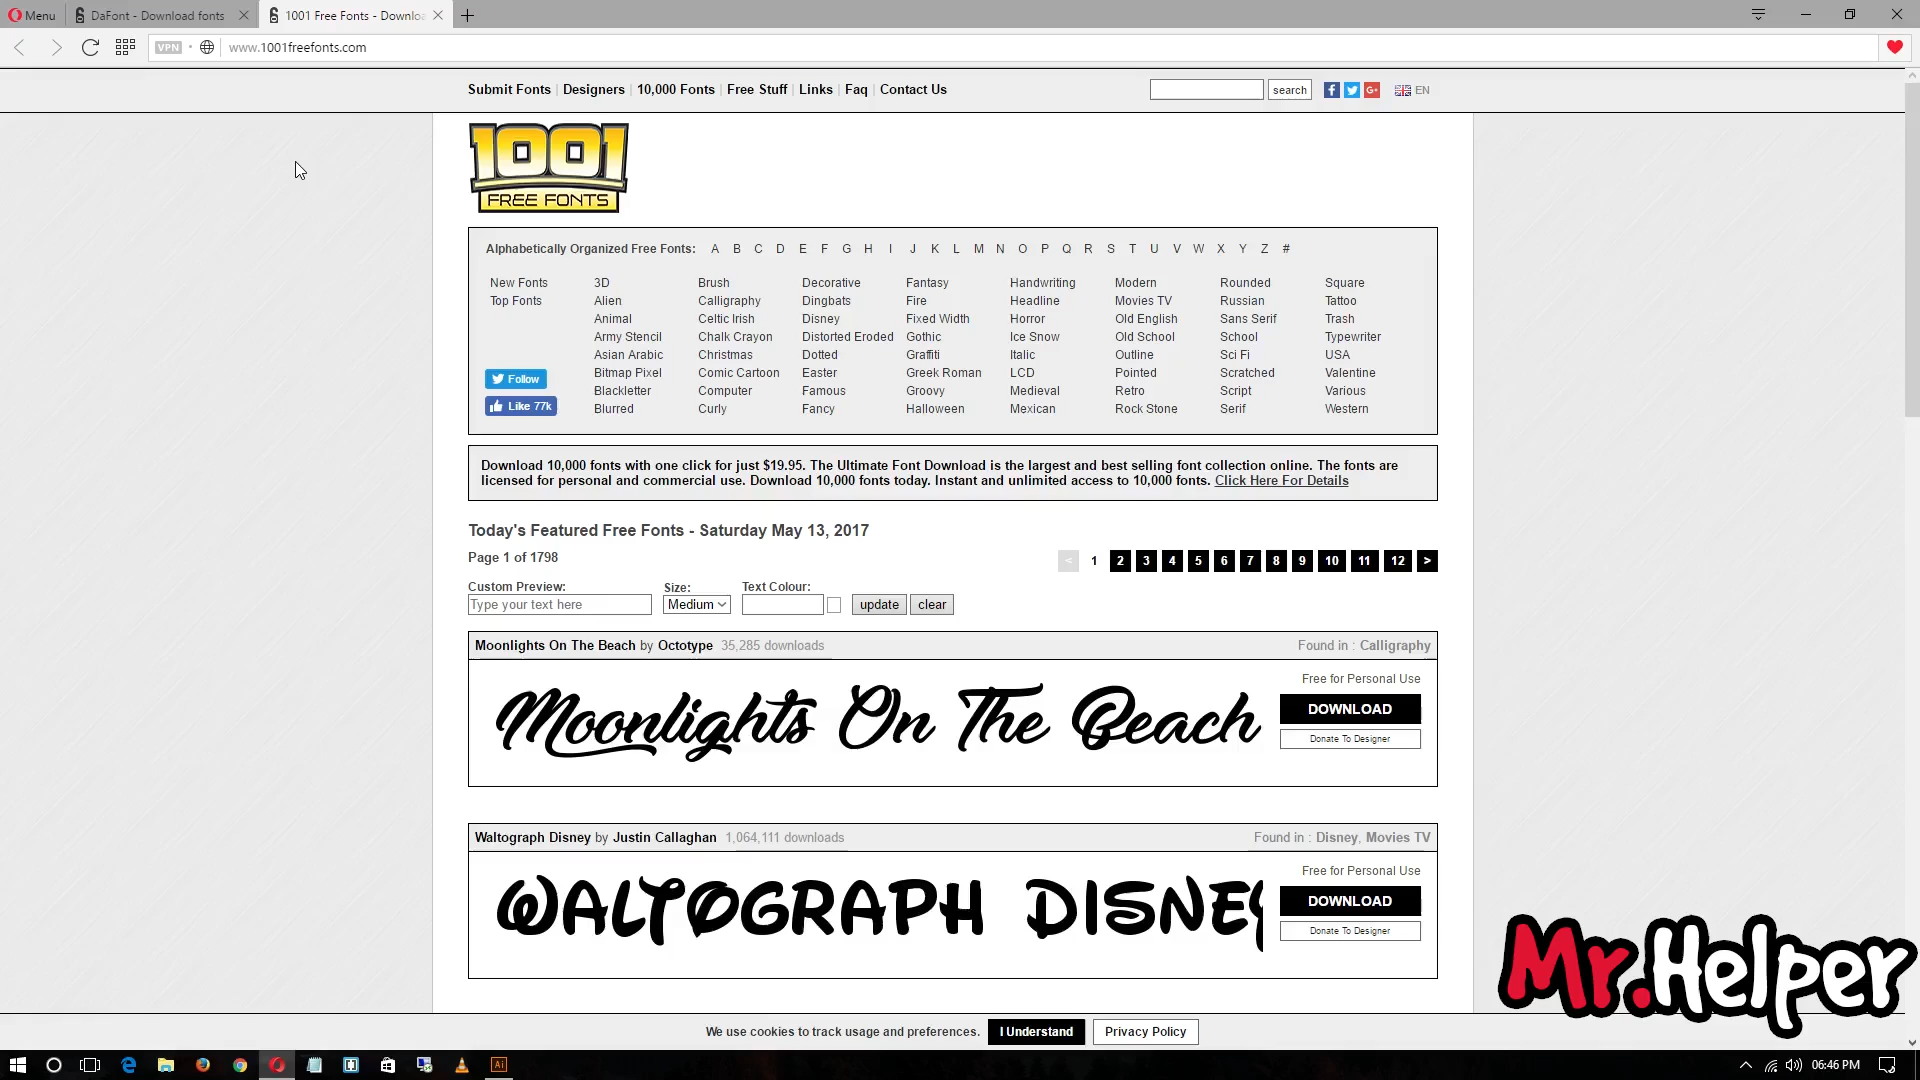 Menu
DaFont - Download fonts
1001 Free Fonts - Downloa
VPN
www.1001freefonts.com
Submit Fonts | Designers | 10,000 Fonts | Free Stuff | Links | Faq | Contact Us
search
EN
1001
FREE FONTS
Alphabetically Organized Free Fonts: A B C D E F G H I J K L M N O P Q R S T U V W X Y Z #
New Fonts 3D Brush Decorative Fantasy Handwriting Modern Rounded Square
Top Fonts Alien Calligraphy Dingbats Fire Headline Movies TV Russian Tattoo
Animal Celtic Irish Disney Fixed Width Horror Old English Sans Serif Trash
Army Stencil Chalk Crayon Distorted Eroded Gothic Ice Snow Old School School Typewriter
Asian Arabic Christmas Dotted Graffiti Italic Outline Sci Fi USA
Follow Bitmap Pixel Comic Cartoon Easter Greek Roman LCD Pointed Scratched Valentine
Blackletter Computer Famous Groovy Medieval Retro Script Various
Like 77k Blurred Curly Fancy Halloween Mexican Rock Stone Serif Western
Download 10,000 fonts with one click for just $19.95. The Ultimate Font Download is the largest and best selling font collection online. The fonts are
licensed for personal and commercial use. Download 10,000 fonts today. Instant and unlimited access to 10,000 fonts. Click Here For Details
Today's Featured Free Fonts - Saturday May 13, 2017
Page 1 of 1798
< 1 2 3 4 5 6 7 8 9 10 11 12 >
Custom Preview: Size: Text Colour:
Type your text here Medium update clear
Moonlights On The Beach by Octotype 35,285 downloads Found in : Calligraphy
Free for Personal Use
Moonlights On The Beach
DOWNLOAD
Donate To Designer
Waltograph Disney by Justin Callaghan 1,064,111 downloads Found in : Disney, Movies TV
Free for Personal Use
WALTOGRAPH DISNEY
DOWNLOAD
Donate To Designer
Mr.Helper
We use cookies to track usage and preferences. I Understand Privacy Policy
Ai
06:46 PM